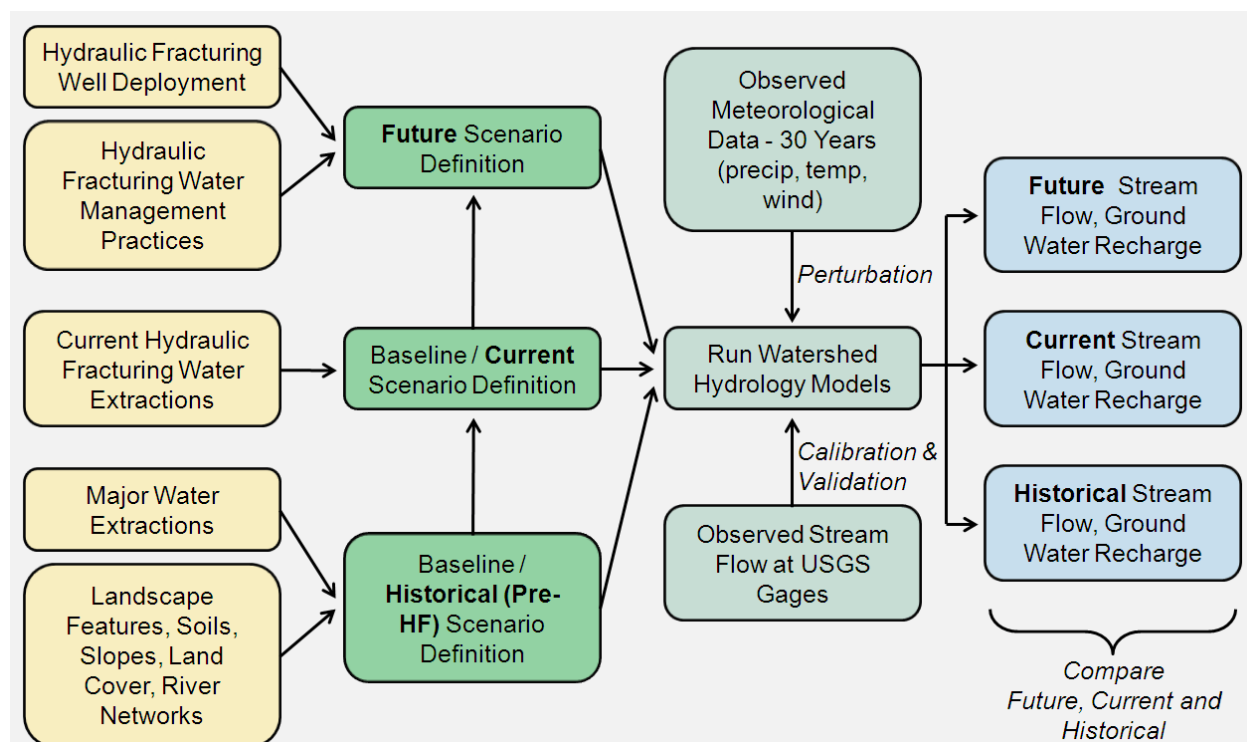 Hydraulic Fracturing
Well Deployment
Hydraulic
Fracturing Water
Management
Practices
Current Hydraulic
Fracturing Water
Extractions
Major Water
Extractions
Landscape
Features, Soils,
Slopes, Land
Cover, River
Networks
Future Scenario
Definition
Baseline / Current
Scenario Definition
Baseline /
Historical (Pre-
HF) Scenario
Definition
Observed
Meteorological
Data - 30 Years
(precip, temp,
wind)
Perturbation
Run Watershed
Hydrology Models
Calibration &
Validation
Observed Stream
Flow at USGS
Gages
Future Stream
Flow, Ground
Water Recharge
Current Stream
Flow, Ground
Water Recharge
Historical Stream
Flow, Ground
Water Recharge
Compare
Future, Current and
Historical